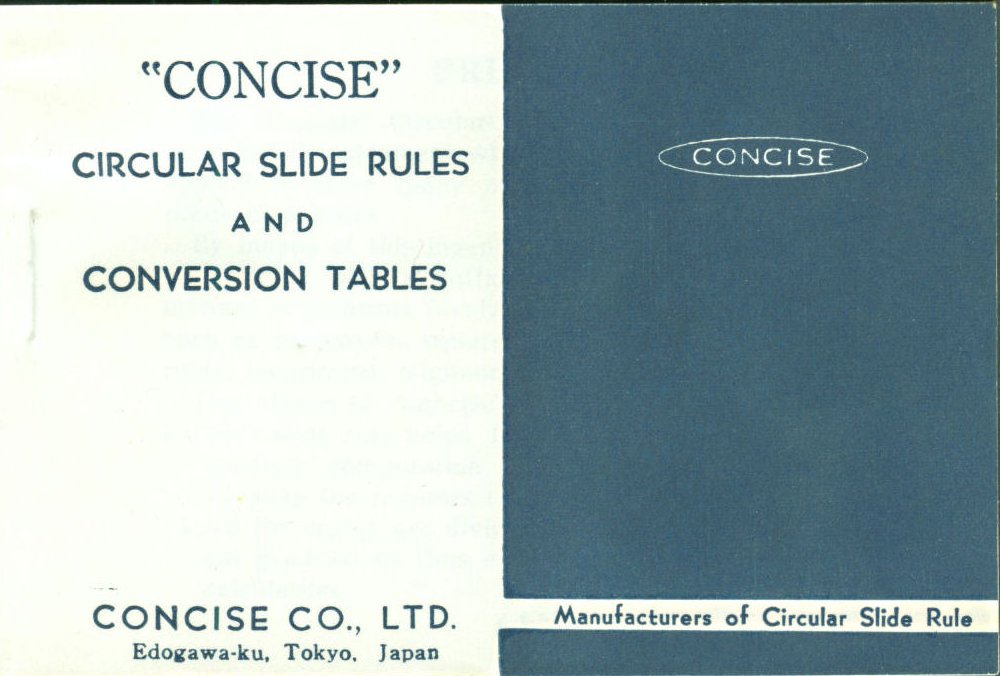 "CONCISE"
CIRCULAR SLIDE RULES
AND
CONVERSION TABLES
CONCISE CO., LTD.
Edogawa-ku, Tokyo, Japan
CONCISE
Manufacturers of Circular Slide Rule